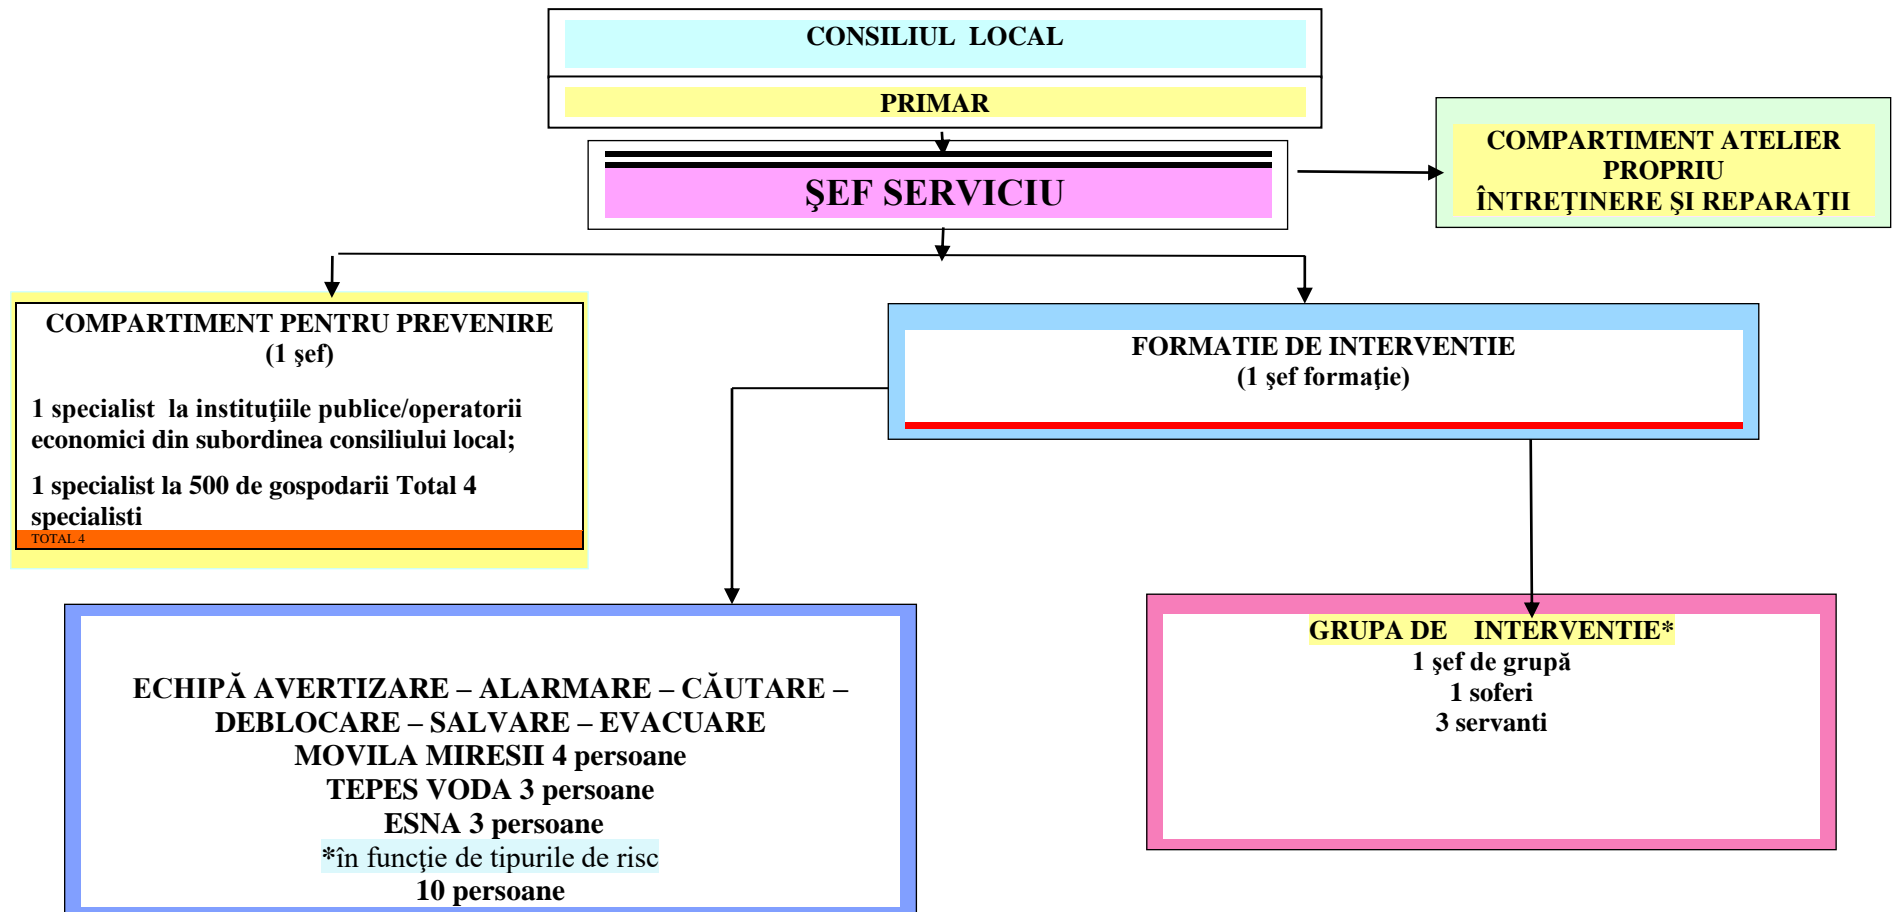 CONSILIUL LOCAL
PRIMAR
ŞEF SERVICIU
COMPARTIMENT ATELIER
PROPRIU
ÎNTREŢINERE ŞI REPARAŢII
COMPARTIMENT PENTRU PREVENIRE
(1 şef)
1 specialist la instituţiile publice/operatorii
economici din subordinea consiliului local;
1 specialist la 500 de gospodarii Total 4
specialisti
TOTAL 4
FORMATIE DE INTERVENTIE
(1 şef formaţie)
ECHIPĂ AVERTIZARE – ALARMARE – CĂUTARE –
DEBLOCARE – SALVARE – EVACUARE
MOVILA MIRESII 4 persoane
TEPES VODA 3 persoane
ESNA 3 persoane
*în funcţie de tipurile de risc
10 persoane
GRUPA DE INTERVENTIE*
1 şef de grupă
1 soferi
3 servanti